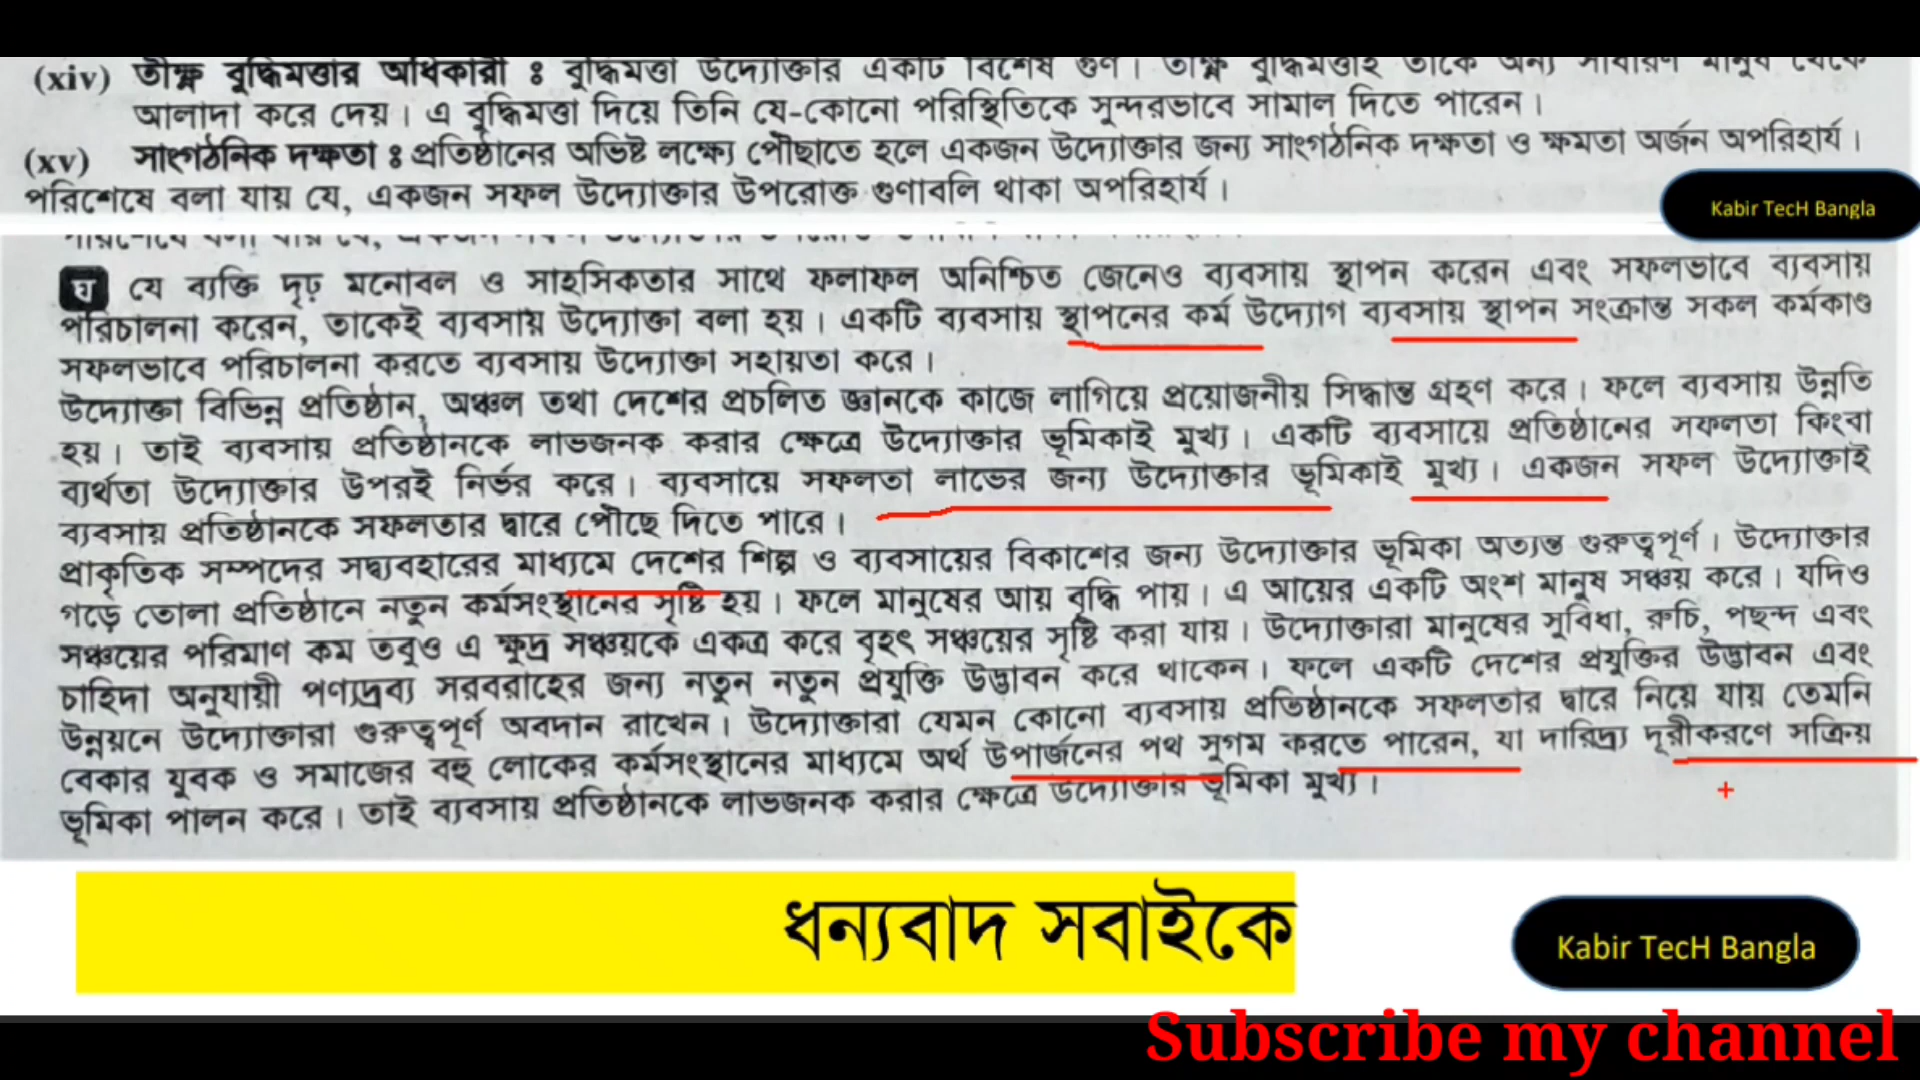 (xiv) তীক্ষ্ণ বুদ্ধিমত্তার অধিকারী : বুদ্ধিমত্তা উদ্যোক্তার একটি বিশেষ গুণ। তীক্ষ্ণ বুদ্ধিমত্তাই তাকে অন্য সাধারণ মানুষ থেকে
আলাদা করে দেয়। এ বুদ্ধিমত্তা দিয়ে তিনি যে-কোনো পরিস্থিতিকে সুন্দরভাবে সামাল দিতে পারেন।
(xv) সাংগঠনিক দক্ষতা : প্রতিষ্ঠানের অভিষ্ট লক্ষ্যে পৌঁছাতে হলে একজন উদ্যোক্তার জন্য সাংগঠনিক দক্ষতা ও ক্ষমতা অর্জন অপরিহার্য।
পরিশেষে বলা যায় যে, একজন সফল উদ্যোক্তার উপরোক্ত গুণাবলি থাকা অপরিহার্য।
Kabir TecH Bangla
ঘ যে ব্যক্তি দৃঢ় মনোবল ও সাহসিকতার সাথে ফলাফল অনিশ্চিত জেনেও ব্যবসায় স্থাপন করেন এবং সফলভাবে ব্যবসায়
পরিচালনা করেন, তাকেই ব্যবসায় উদ্যোক্তা বলা হয়। একটি ব্যবসায় স্থাপনের কর্ম উদ্যোগ ব্যবসায় স্থাপন সংক্রান্ত সকল কর্মকাণ্ড
সফলভাবে পরিচালনা করতে ব্যবসায় উদ্যোক্তা সহায়তা করে।
উদ্যোক্তা বিভিন্ন প্রতিষ্ঠান, অঞ্চল তথা দেশের প্রচলিত জ্ঞানকে কাজে লাগিয়ে প্রয়োজনীয় সিদ্ধান্ত গ্রহণ করে। ফলে ব্যবসায় উন্নতি
হয়। তাই ব্যবসায় প্রতিষ্ঠানকে লাভজনক করার ক্ষেত্রে উদ্যোক্তার ভূমিকাই মুখ্য। একটি ব্যবসায়ে প্রতিষ্ঠানের সফলতা কিংবা
ব্যর্থতা উদ্যোক্তার উপরই নির্ভর করে। ব্যবসায়ে সফলতা লাভের জন্য উদ্যোক্তার ভূমিকাই মুখ্য। একজন সফল উদ্যোক্তাই
ব্যবসায় প্রতিষ্ঠানকে সফলতার দ্বারে পৌঁছে দিতে পারে।
প্রাকৃতিক সম্পদের সদ্ব্যবহারের মাধ্যমে দেশের শিল্প ও ব্যবসায়ের বিকাশের জন্য উদ্যোক্তার ভূমিকা অত্যন্ত গুরুত্বপূর্ণ। উদ্যোক্তার
গড়ে তোলা প্রতিষ্ঠানে নতুন কর্মসংস্থানের সৃষ্টি হয়। ফলে মানুষের আয় বৃদ্ধি পায়। এ আয়ের একটি অংশ মানুষ সঞ্চয় করে। যদিও
সঞ্চয়ের পরিমাণ কম তবুও এ ক্ষুদ্র সঞ্চয়কে একত্র করে বৃহৎ সঞ্চয়ের সৃষ্টি করা যায়। উদ্যোক্তারা মানুষের সুবিধা, রুচি, পছন্দ এবং
চাহিদা অনুযায়ী পণ্যদ্রব্য সরবরাহের জন্য নতুন নতুন প্রযুক্তি উদ্ভাবন করে থাকেন। ফলে একটি দেশের প্রযুক্তির উদ্ভাবন এবং
উন্নয়নে উদ্যোক্তারা গুরুত্বপূর্ণ অবদান রাখেন। উদ্যোক্তারা যেমন কোনো ব্যবসায় প্রতিষ্ঠানকে সফলতার দ্বারে নিয়ে যায় তেমনি
বেকার যুবক ও সমাজের বহু লোকের কর্মসংস্থানের মাধ্যমে অর্থ উপার্জনের পথ সুগম করতে পারেন, যা দারিদ্র্য দূরীকরণে সক্রিয়
ভূমিকা পালন করে। তাই ব্যবসায় প্রতিষ্ঠানকে লাভজনক করার ক্ষেত্রে উদ্যোক্তার ভূমিকা মুখ্য।
ধন্যবাদ সবাইকে
Kabir TecH Bangla
Subscribe my channel